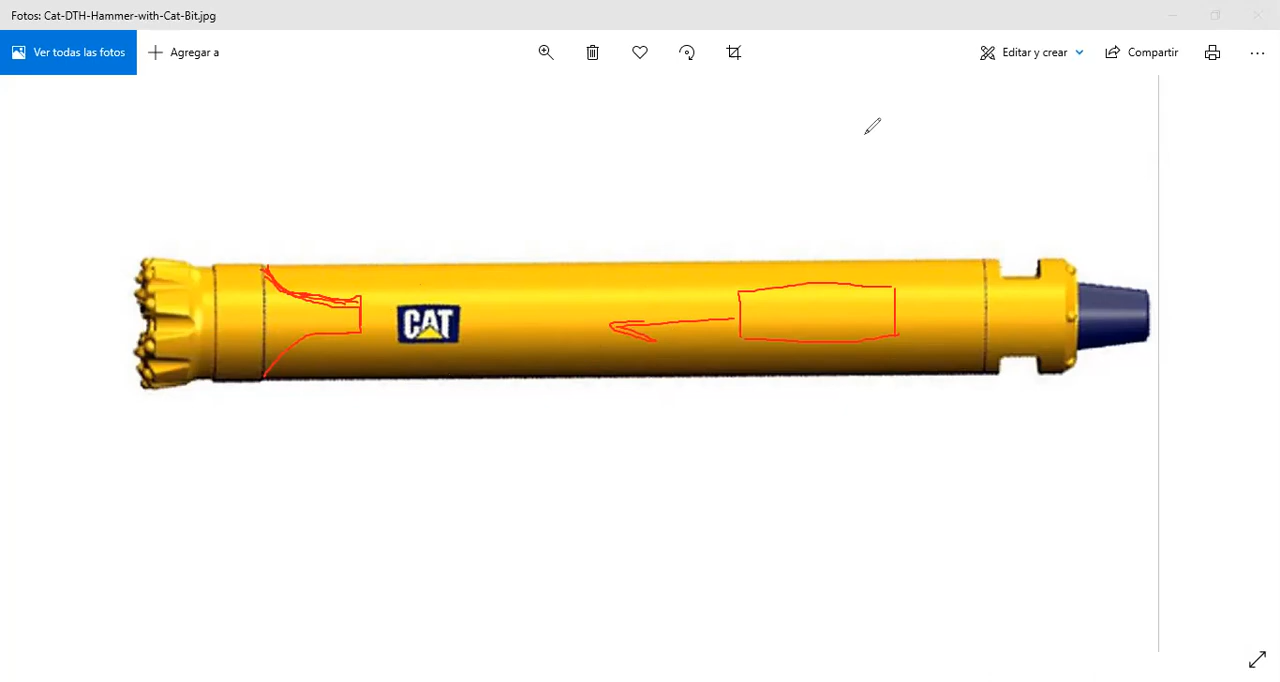 Fotos: Cat-DTH-Hammer-with-Cat-Bit.jpg
Ver todas las fotos
Agregar a
Editar y crear
Compartir
CAT